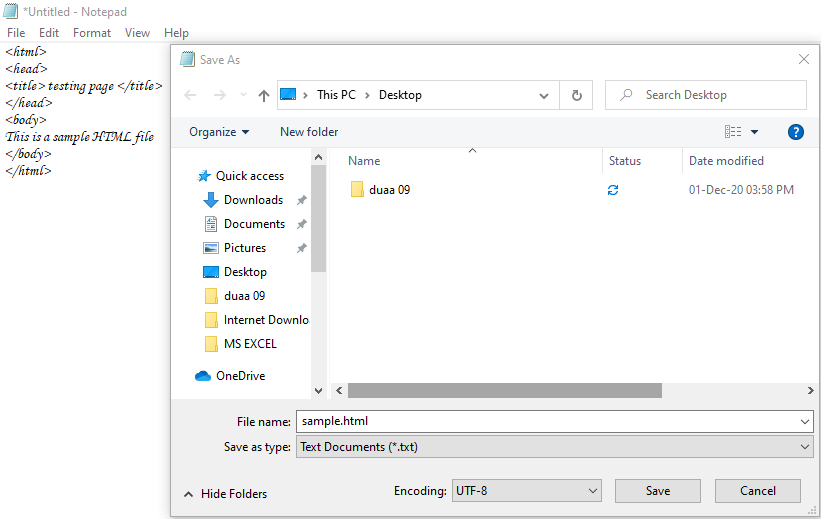 *Untitled - Notepad
File Edit Format View Help
<html>
<head>
<title> testing page </title>
</head>
<body>
This is a sample HTML file
</body>
</html>
Save As
This PC > Desktop
Search Desktop
Organize New folder
?
Name Status Date modified
Quick access
Downloads
Documents
Pictures
Desktop
duaa 09
Internet Downlo
MS EXCEL
OneDrive
duaa 09 01-Dec-20 03:58 PM
File name: sample.html
Save as type: Text Documents (*.txt)
Hide Folders Encoding: UTF-8 Save Cancel